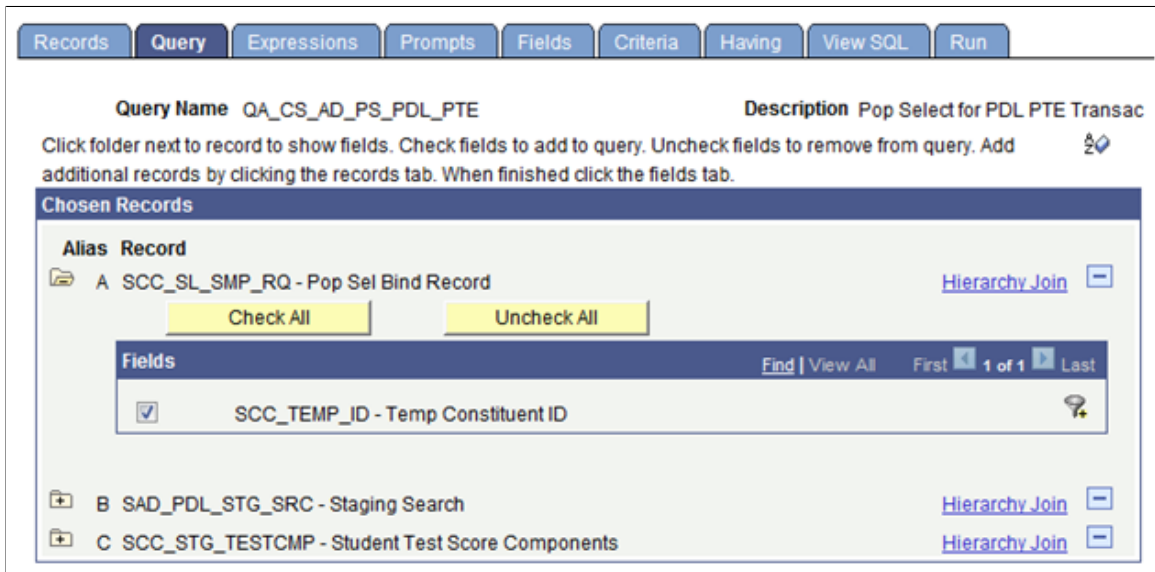 Records Query Expressions Prompts Fields Criteria Having View SQL Run
Query Name QA_CS_AD_PS_PDL_PTE Description Pop Select for PDL PTE Transac
Click folder next to record to show fields. Check fields to add to query. Uncheck fields to remove from query. Add
additional records by clicking the records tab. When finished click the fields tab.
Chosen Records
Alias Record
A SCC_SL_SMP_RQ - Pop Sel Bind Record Hierarchy Join
Check All Uncheck All
Fields Find | View All First 1 of 1 Last
SCC_TEMP_ID - Temp Constituent ID
B SAD_PDL_STG_SRC - Staging Search Hierarchy Join
C SCC_STG_TESTCMP - Student Test Score Components Hierarchy Join